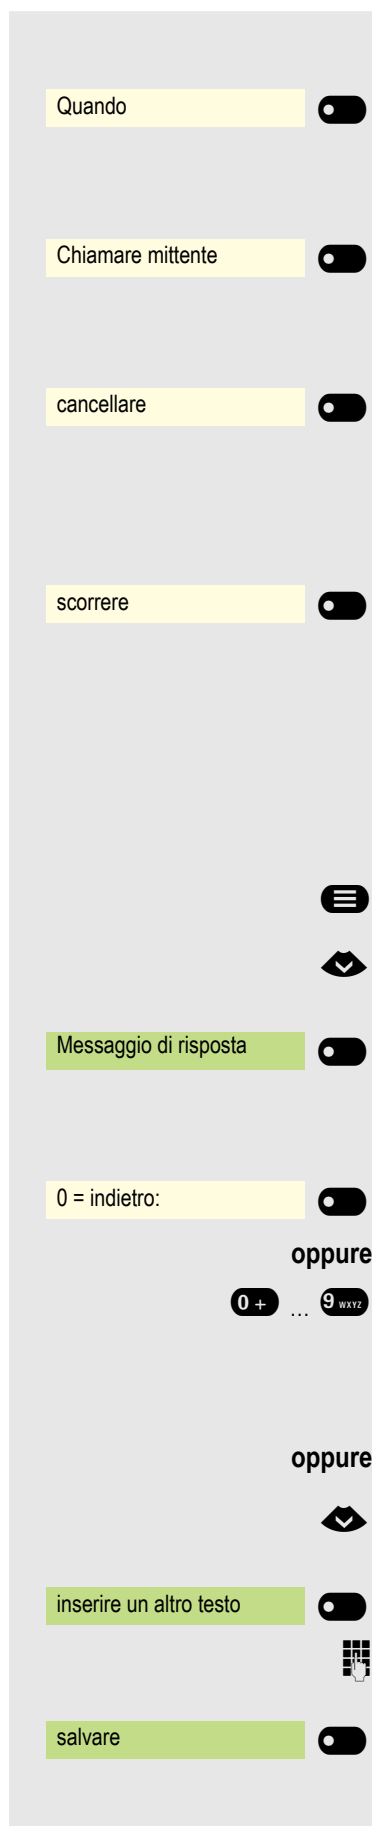 Quando
Chiamare mittente
cancellare
scorrere
Messaggio di risposta
0 = indietro:
oppure
0 + ... 9 WXYZ
oppure
inserire un altro testo
salvare